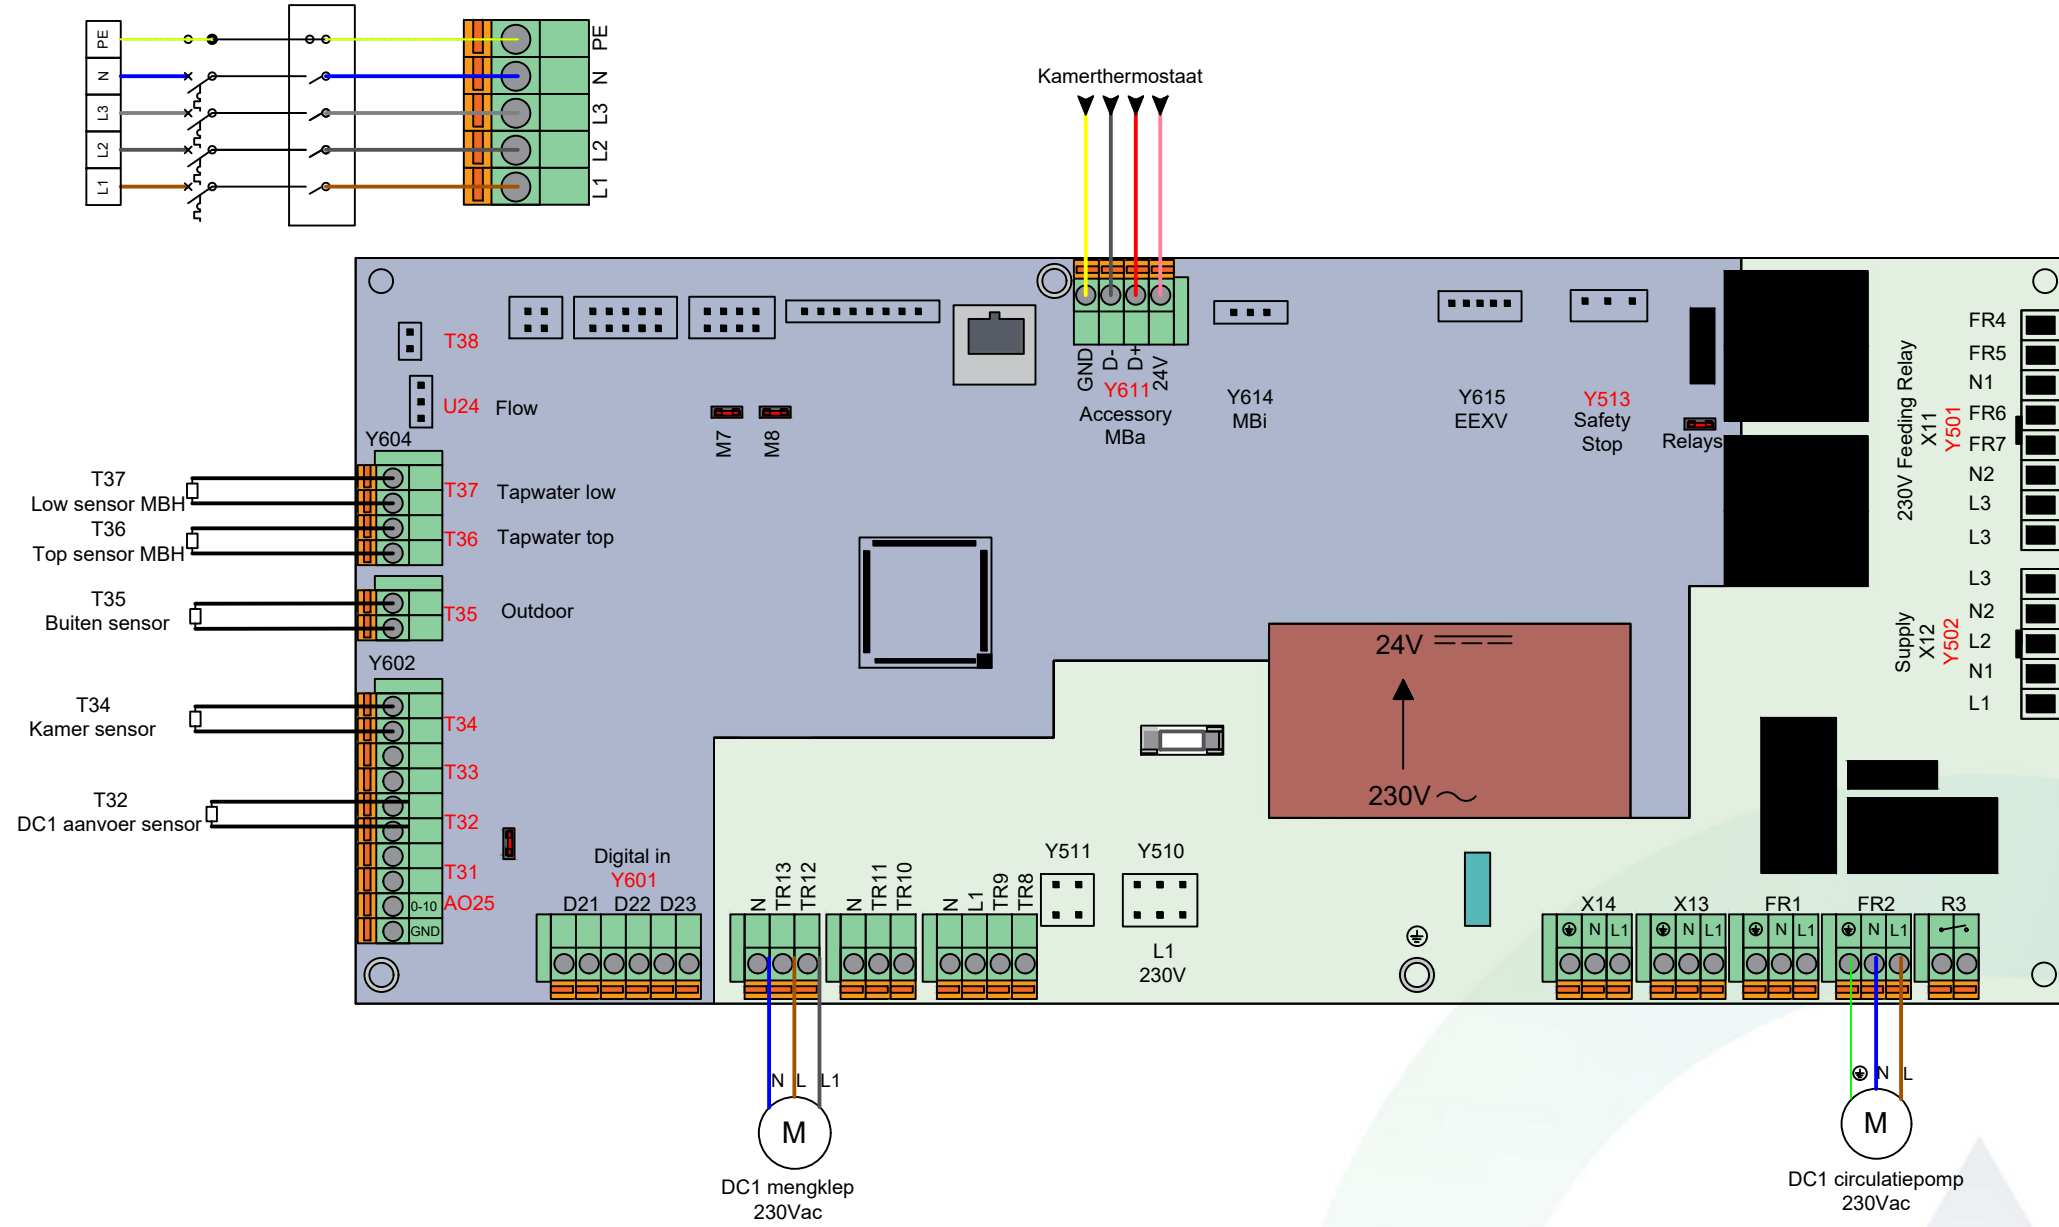 PE
N
L3
L2
L1
PE
N
L3
L2
L1
Kamerthermostaat
GND
D-
D+
24V
Y611
Accessory
MBa
Y614
MBi
Y615
EEXV
Y513
Safety
Stop
Relays
T38
U24 Flow
M7
M8
Y604
T37
Low sensor MBH
T36
Top sensor MBH
T37 Tapwater low
T36 Tapwater top
T35
Buiten sensor
T35 Outdoor
Y602
T34
Kamer sensor
T34
T33
T32
DC1 aanvoer sensor
T32
T31
0-10 AO25
GND
24V
230V
230V Feeding Relay
X11
Y501
FR4
FR5
N1
FR6
FR7
N2
L3
L3
Supply
X12
Y502
L3
N2
L2
N1
L1
Digital in
Y601
D21 D22 D23
N
TR13
TR12
N
TR11
TR10
N
L1
TR9
TR8
Y511
Y510
L1
230V
X14
N L1
X13
N L1
FR1
N L1
FR2
N L1
R3
N L L1
M
DC1 mengklep
230Vac
N L
M
DC1 circulatiepomp
230Vac